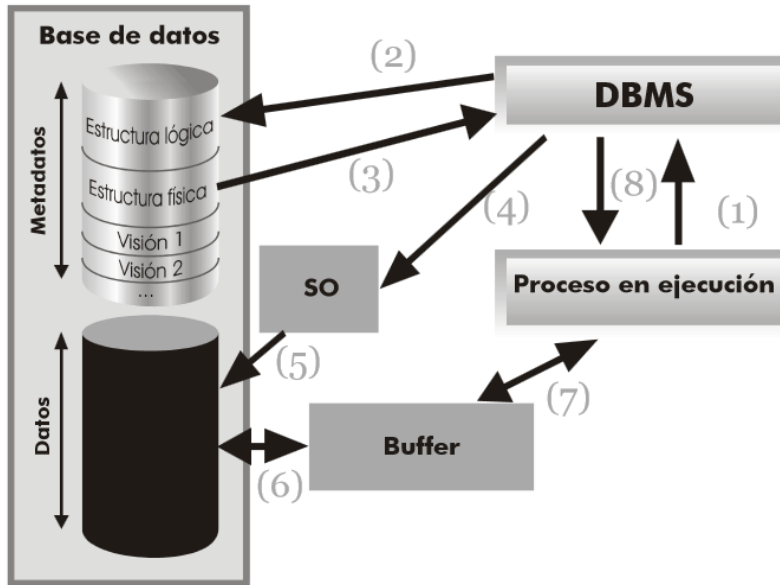 Base de datos
Metadatos
Estructura lógica
Estructura física
Visión 1
Visión 2
...
Datos
(2)
(3)
DBMS
(4)
(8)
(1)
SO
Proceso en ejecución
(5)
(7)
Buffer
(6)